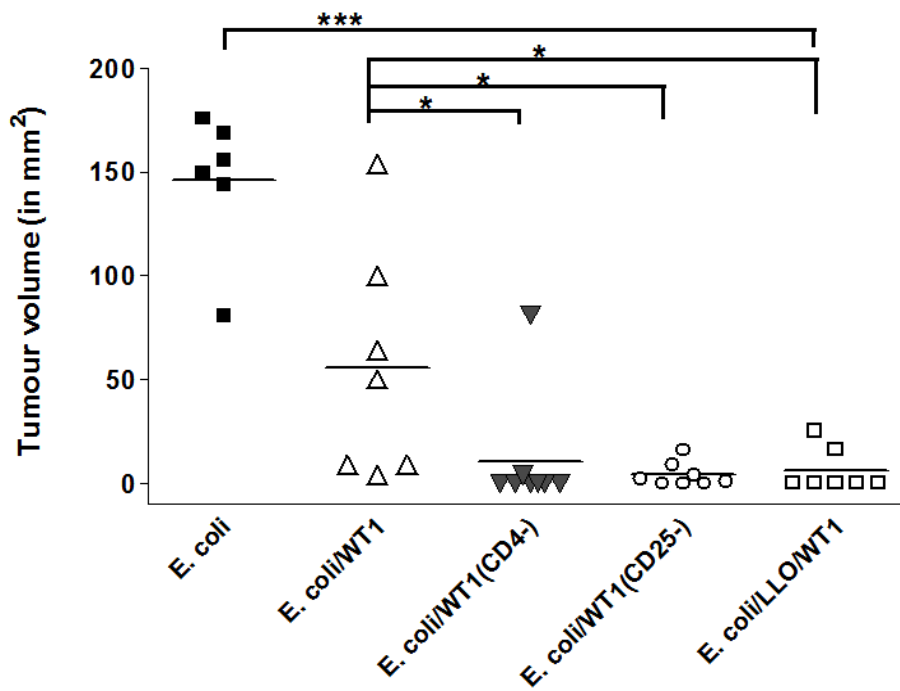 ***
*
*
*
200
150
100
50
0
Tumour volume (in mm²)
E. coli
E. coli/WT1
E. coli/WT1(CD4-)
E. coli/WT1(CD25-)
E. coli/LLO/WT1